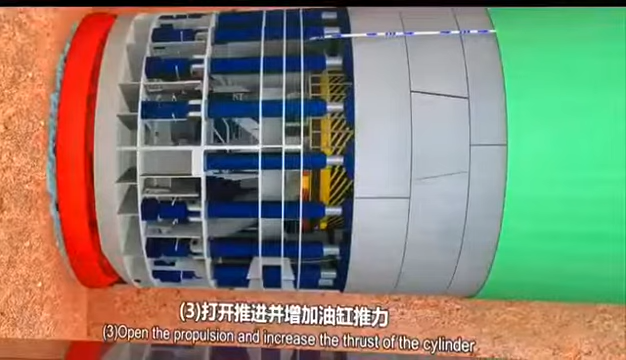 (3)打开推进并增加油缸推力
(3)Open the propulsion and increase the thrust of the cylinder